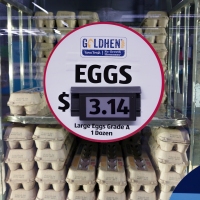 GOLDHEN
EGGS
$ 3.14
Large Eggs Grade A
1 Dozen